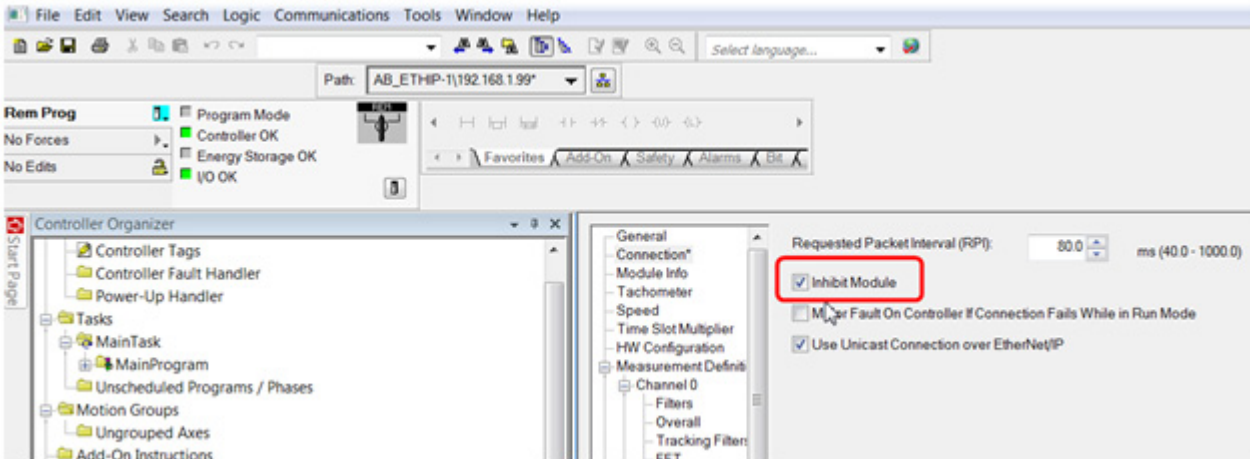 File Edit View Search Logic Communications Tools Window Help
Select language...
Path: AB_ETHIP-1\192.168.1.99*
Rem Prog
No Forces
No Edits
Program Mode
Controller OK
Energy Storage OK
I/O OK
REM
Favorites Add-On Safety Alarms Bit
Start Page
Controller Organizer
Controller Tags
Controller Fault Handler
Power-Up Handler
Tasks
MainTask
MainProgram
Unscheduled Programs / Phases
Motion Groups
Ungrouped Axes
Add-On Instructions
General
Connection*
Module Info
Tachometer
Speed
Time Slot Multiplier
HW Configuration
Measurement Definiti
Channel 0
Filters
Overall
Tracking Filters
FFT
Requested Packet Interval (RPI): 80.0 ms (40.0 - 1000.0)
Inhibit Module
Fault On Controller If Connection Fails While in Run Mode
Use Unicast Connection over EtherNet/IP